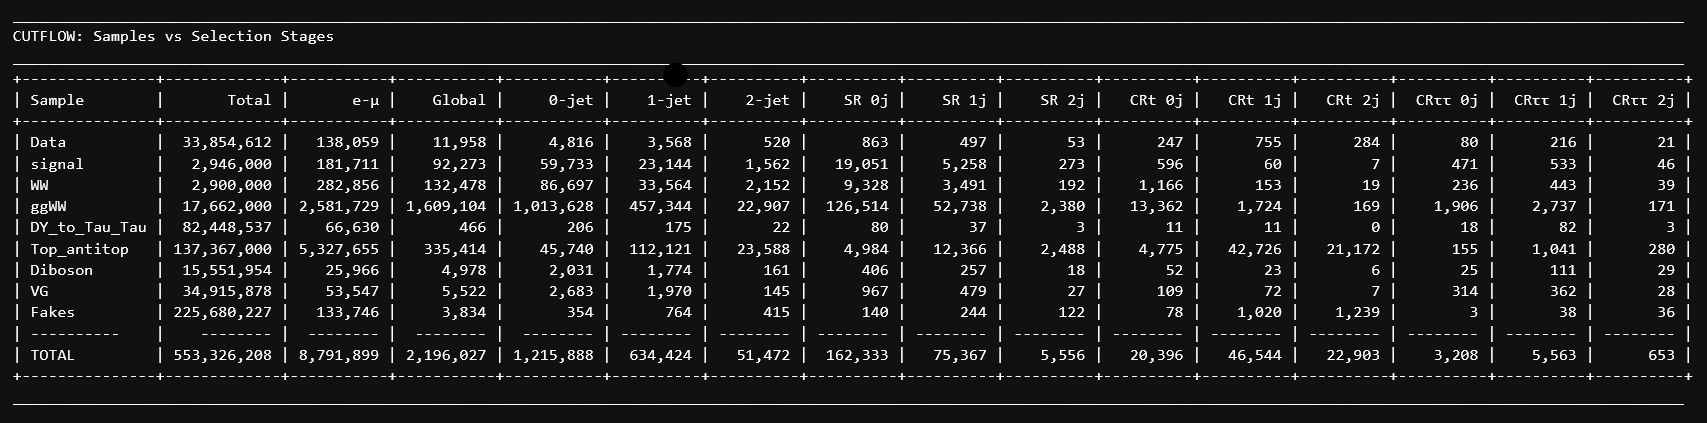 CUTFLOW: Samples vs Selection Stages
| Sample | Total | e-μ | Global | 0-jet | 1-jet | 2-jet | SR 0j | SR 1j | SR 2j | CRt 0j | CRt 1j | CRt 2j | CRττ 0j | CRττ 1j | CRττ 2j |
| Data | 33,854,612 | 138,059 | 11,958 | 4,816 | 3,568 | 520 | 863 | 497 | 53 | 247 | 755 | 284 | 80 | 216 | 21 |
| signal | 2,946,000 | 181,711 | 92,273 | 59,733 | 23,144 | 1,562 | 19,051 | 5,258 | 273 | 596 | 60 | 7 | 471 | 533 | 46 |
| WW | 2,900,000 | 282,856 | 132,478 | 86,697 | 33,564 | 2,152 | 9,328 | 3,491 | 192 | 1,166 | 153 | 19 | 236 | 443 | 39 |
| ggWW | 17,662,000 | 2,581,729 | 1,609,104 | 1,013,628 | 457,344 | 22,907 | 126,514 | 52,738 | 2,380 | 13,362 | 1,724 | 169 | 1,906 | 2,737 | 171 |
| DY_to_Tau_Tau | 82,448,537 | 66,630 | 466 | 206 | 175 | 22 | 80 | 37 | 3 | 11 | 11 | 0 | 18 | 82 | 3 |
| Top_antitop | 137,367,000 | 5,327,655 | 335,414 | 45,740 | 112,121 | 23,588 | 4,984 | 12,366 | 2,488 | 4,775 | 42,726 | 21,172 | 155 | 1,041 | 280 |
| Diboson | 15,551,954 | 25,966 | 4,978 | 2,031 | 1,774 | 161 | 406 | 257 | 18 | 52 | 23 | 6 | 25 | 111 | 29 |
| VG | 34,915,878 | 53,547 | 5,522 | 2,683 | 1,970 | 145 | 967 | 479 | 27 | 109 | 72 | 7 | 314 | 362 | 28 |
| Fakes | 225,680,227 | 133,746 | 3,834 | 354 | 764 | 415 | 140 | 244 | 122 | 78 | 1,020 | 1,239 | 3 | 38 | 36 |
| ---------- | -------- | -------- | -------- | -------- | -------- | -------- | -------- | -------- | -------- | -------- | -------- | -------- | -------- | -------- | -------- |
| TOTAL | 553,326,208 | 8,791,899 | 2,196,027 | 1,215,888 | 634,424 | 51,472 | 162,333 | 75,367 | 5,556 | 20,396 | 46,544 | 22,903 | 3,208 | 5,563 | 653 |